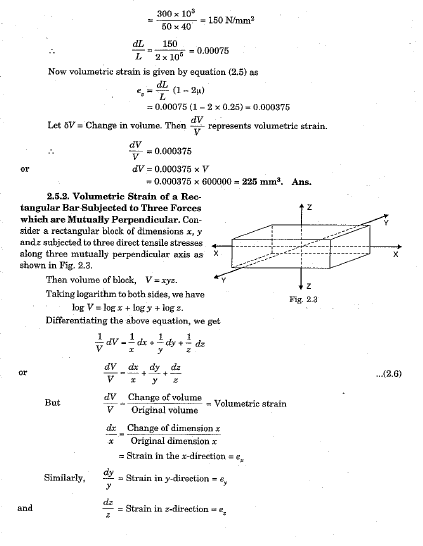 = 300 × 10³ / 50 × 40 = 150 N/mm²
∴ dL / L = 150 / 2 × 10⁵ = 0.00075
Now volumetric strain is given by equation (2.5) as
e_v = dL / L (1 – 2μ)
= 0.00075 (1 – 2 × 0.25) = 0.000375
Let δV = Change in volume. Then dV / V represents volumetric strain.
∴ dV / V = 0.000375
or dV = 0.000375 × V
= 0.000375 × 600000 = 225 mm³. Ans.
2.5.2. Volumetric Strain of a Rec-
tangular Bar Subjected to Three Forces
which are Mutually Perpendicular. Con-
sider a rectangular block of dimensions x, y
and z subjected to three direct tensile stresses
along three mutually perpendicular axis as
shown in Fig. 2.3.
Then volume of block, V = xyz.
Taking logarithm to both sides, we have
log V = log x + log y + log z.
Z
Y
X
X
Y
Z
Fig. 2.3
Differentiating the above equation, we get
1 / V dV = 1 / x dx + 1 / y dy + 1 / z dz
or dV / V = dx / x + dy / y + dz / z ...(2.6)
But dV / V = Change of volume / Original volume = Volumetric strain
dx / x = Change of dimension x / Original dimension x
= Strain in the x-direction = e_x
Similarly, dy / y = Strain in y-direction = e_y
and dz / z = Strain in z-direction = e_z